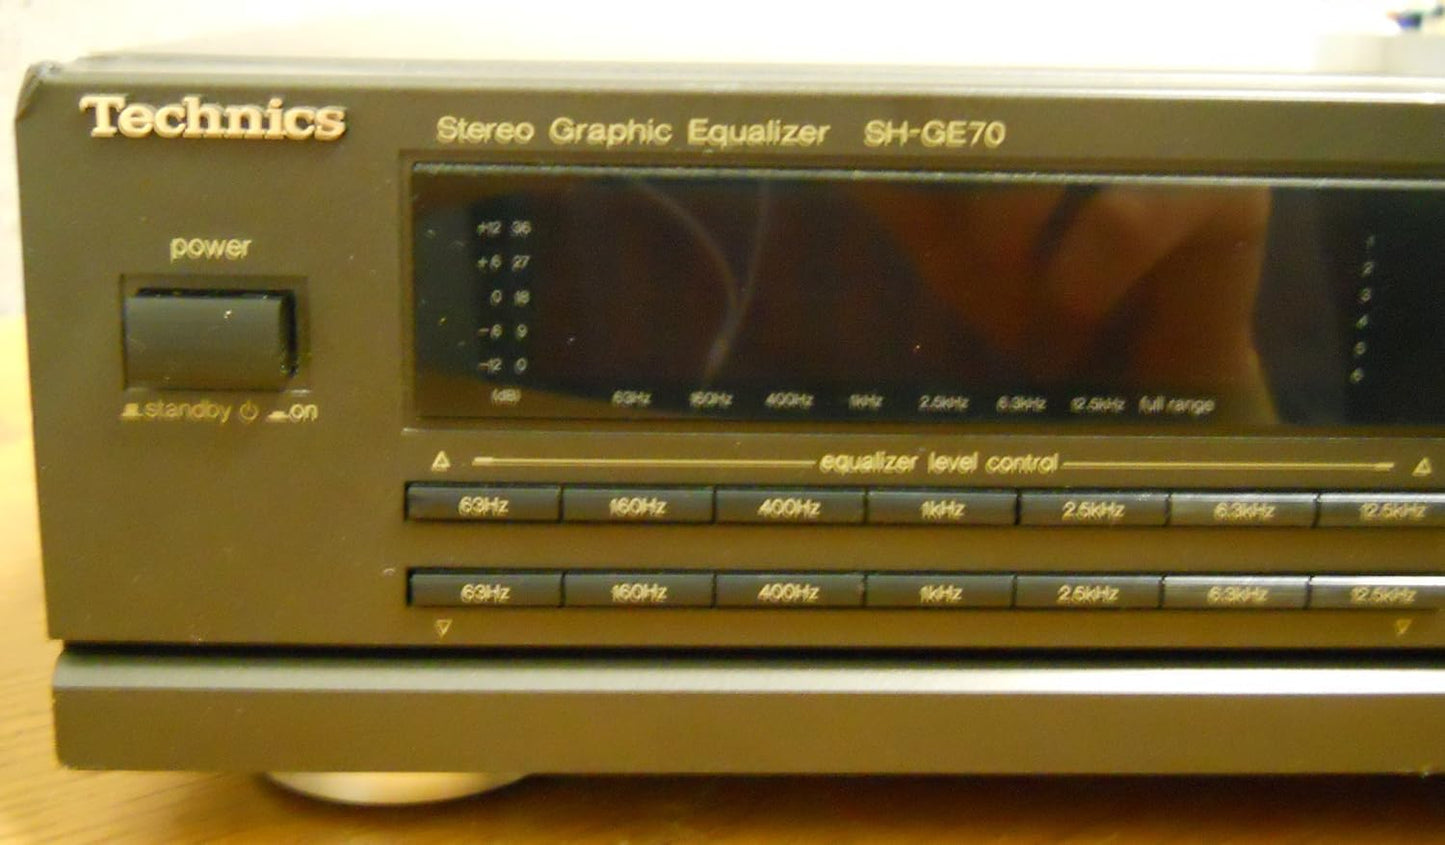 Technics
Stereo Graphic Equalizer SH-GE70
power
standby on
+12 36
+6 27
0 18
-6 9
-12 0
(dB) 63Hz 160Hz 400Hz 1kHz 2.5kHz 6.3kHz 12.5kHz full range
1
2
3
4
5
6
equalizer level control
63Hz 160Hz 400Hz 1kHz 2.5kHz 6.3kHz 12.5kHz
63Hz 160Hz 400Hz 1kHz 2.5kHz 6.3kHz 12.5kHz